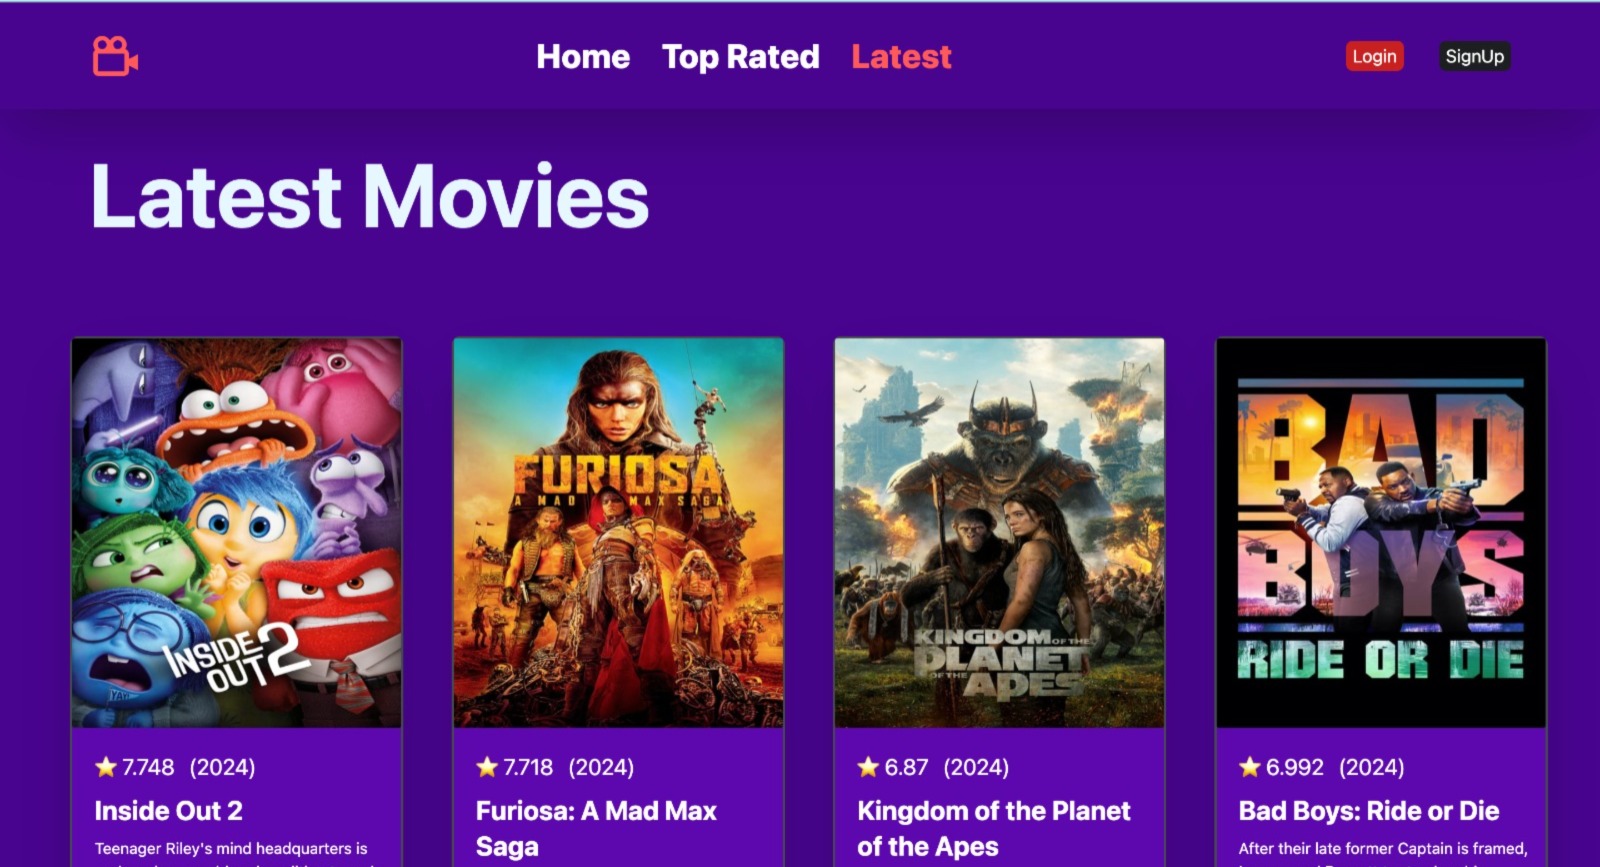 Home Top Rated Latest
Login SignUp
Latest Movies
INSIDE
OUT 2
YAY!
FURIOSA
A MAD MAX SAGA
KINGDOM OF THE
PLANET
OF THE APES
BAD
BOYS
RIDE OR DIE
⭐ 7.748 (2024)
Inside Out 2
Teenager Riley's mind headquarters is
⭐ 7.718 (2024)
Furiosa: A Mad Max
Saga
⭐ 6.87 (2024)
Kingdom of the Planet
of the Apes
⭐ 6.992 (2024)
Bad Boys: Ride or Die
After their late former Captain is framed,